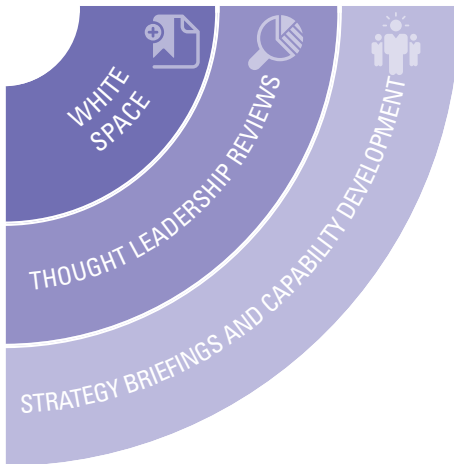 WHITE
SPACE
THOUGHT LEADERSHIP REVIEWS
STRATEGY BRIEFINGS AND CAPABILITY DEVELOPMENT